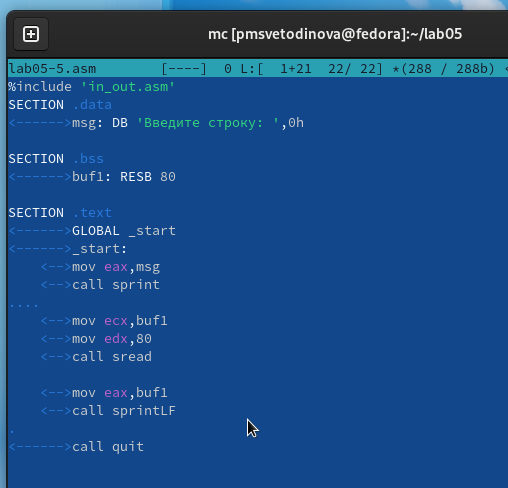 mc [pmsvetodinova@fedora]:~/lab05
lab05-5.asm [----] 0 L:[ 1+21 22/ 22] *(288 / 288b) <
%include 'in_out.asm'
SECTION .data
<------>msg: DB 'Введите строку: ',0h
SECTION .bss
<------>buf1: RESB 80
SECTION .text
<------>GLOBAL _start
<------>_start:
<-->mov eax,msg
<-->call sprint
....
<-->mov ecx,buf1
<-->mov edx,80
<-->call sread
<-->mov eax,buf1
<-->call sprintLF
.
<------>call quit